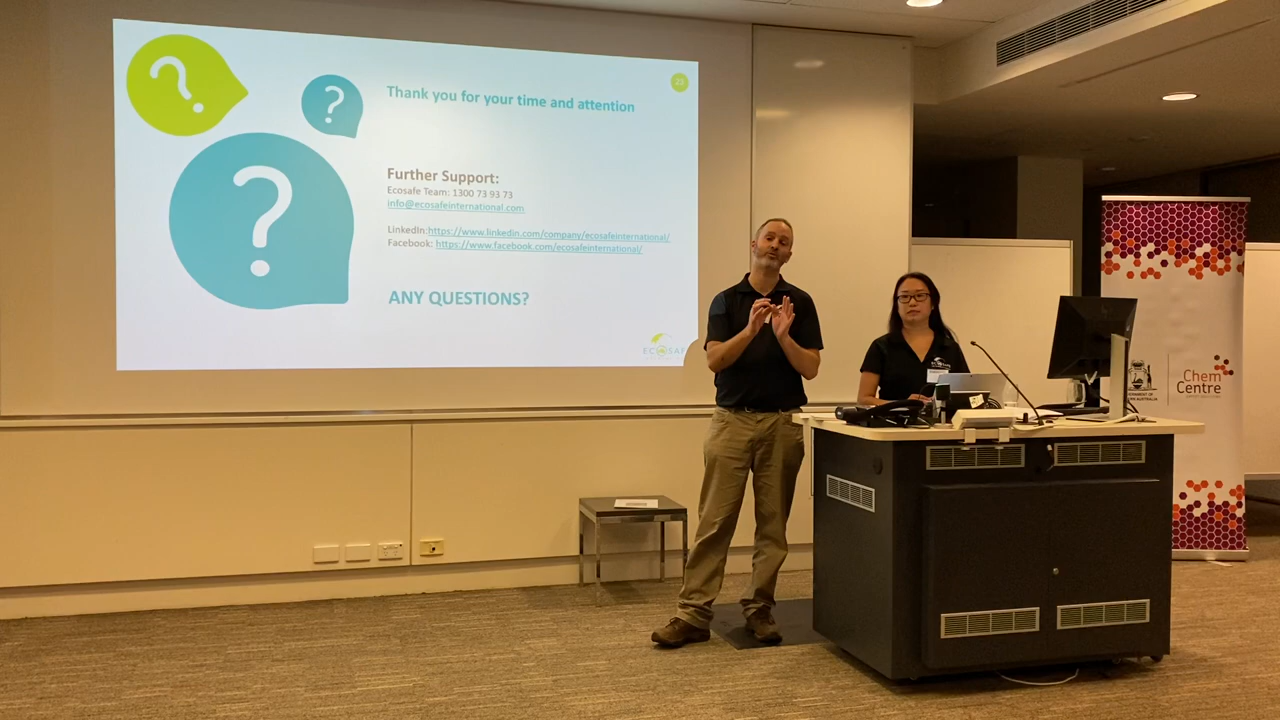 22
Thank you for your time and attention
Further Support:
Ecosafe Team: 1300 73 93 73
info@ecosafeinternational.com
LinkedIn:https://www.linkedin.com/company/ecosafeinternational/
Facebook: https://www.facebook.com/ecosafeinternational/
ANY QUESTIONS?
Chem
Centre